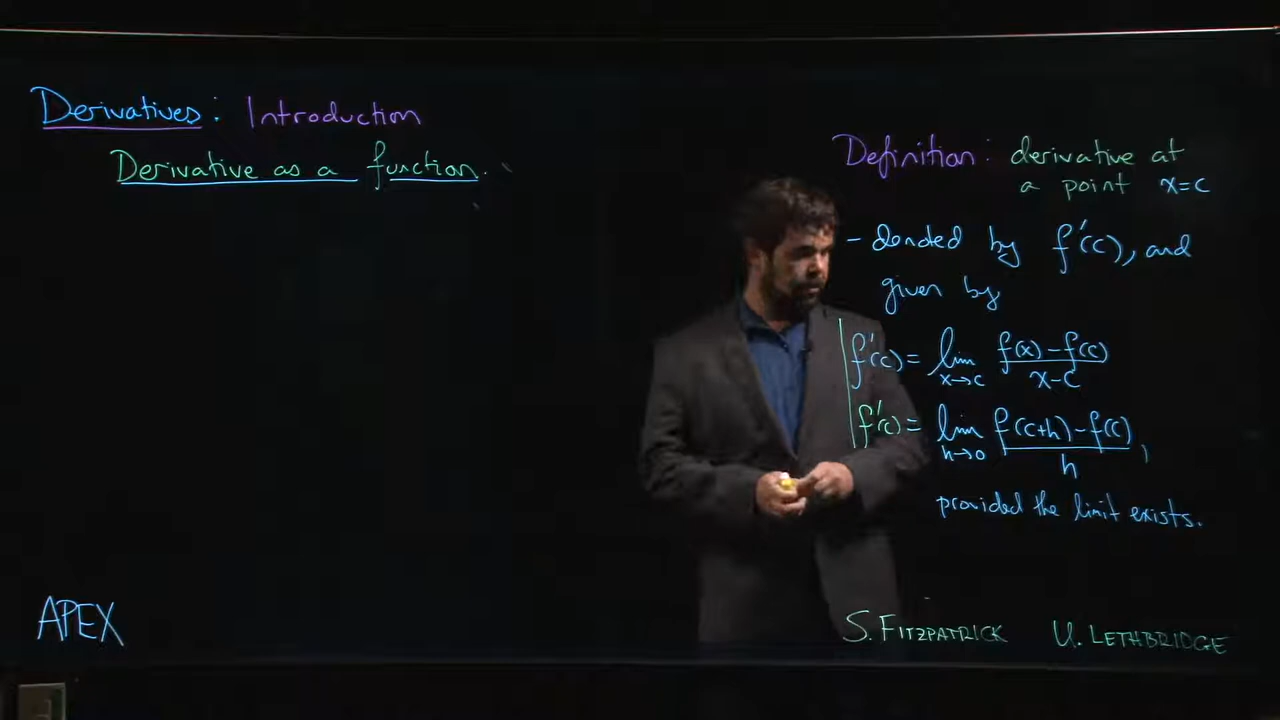 Derivatives: Introduction
Derivative as a function.
Definition: derivative at
a point x=c
- denoted by f'(c), and
given by
f'(c) = lim x→c f(x)-f(c) / x-c
f'(c) = lim h→0 f(c+h)-f(c) / h ,
provided the limit exists.
APEX
S. FITZPATRICK U. LETHBRIDGE